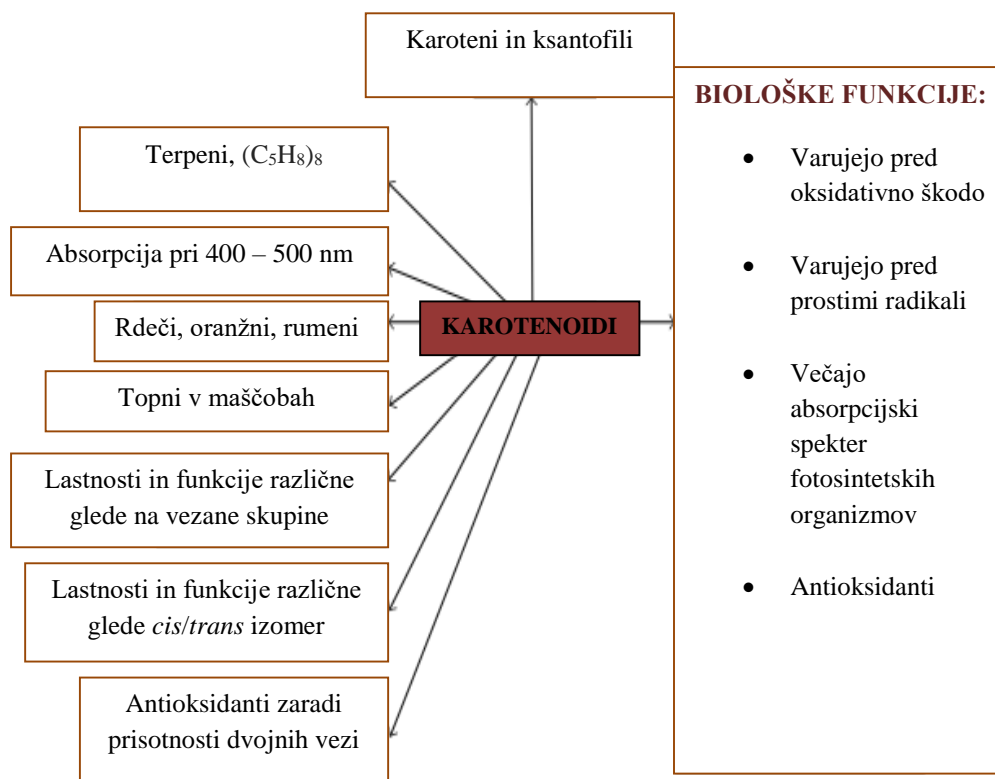 Karoteni in ksantofili
Terpeni, (C₅H₈)₈
Absorpcija pri 400 – 500 nm
Rdeči, oranžni, rumeni
Topni v maščobah
Lastnosti in funkcije različne
glede na vezane skupine
Lastnosti in funkcije različne
glede cis/trans izomer
Antioksidanti zaradi
prisotnosti dvojnih vezi
KAROTENOIDI
BIOLOŠKE FUNKCIJE:
• Varujejo pred
oksidativno škodo
• Varujejo pred
prostimi radikali
• Večajo
absorpcijski
spekter
fotosintetskih
organizmov
• Antioksidanti